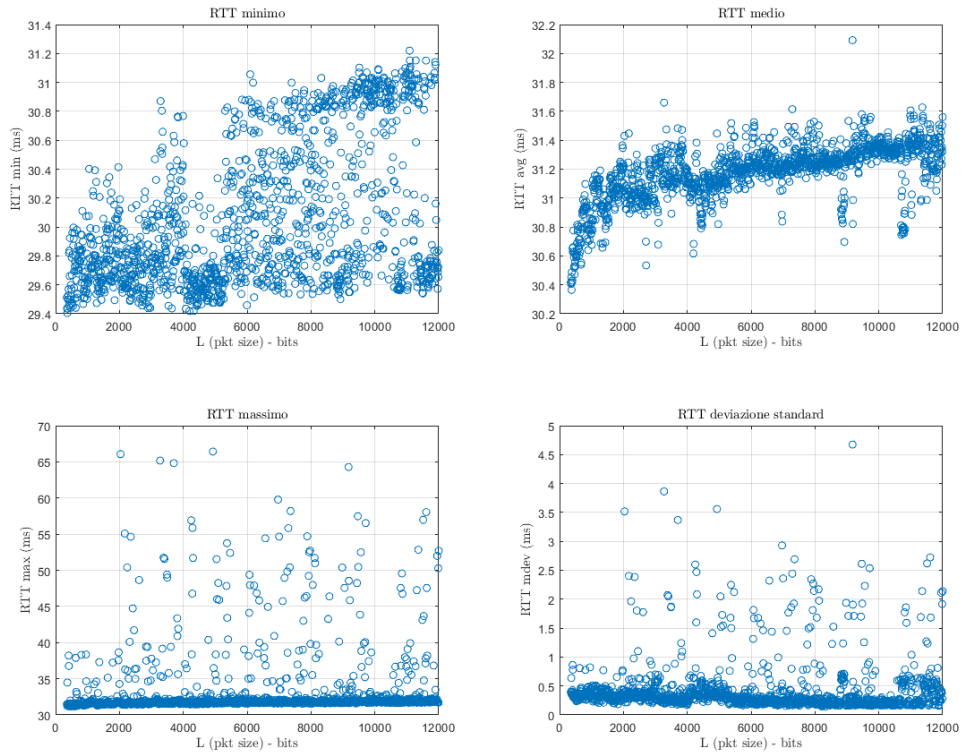 RTT minimo
31.4
31.2
31
30.8
30.6
30.4
30.2
30
29.8
29.6
29.4
RTT min (ms)
0 2000 4000 6000 8000 10000 12000
L (pkt size) - bits
RTT medio
32.2
32
31.8
31.6
31.4
31.2
31
30.8
30.6
30.4
30.2
RTT avg (ms)
0 2000 4000 6000 8000 10000 12000
L (pkt size) - bits
RTT massimo
70
65
60
55
50
45
40
35
30
RTT max (ms)
0 2000 4000 6000 8000 10000 12000
L (pkt size) - bits
RTT deviazione standard
5
4.5
4
3.5
3
2.5
2
1.5
1
0.5
0
RTT mdev (ms)
0 2000 4000 6000 8000 10000 12000
L (pkt size) - bits